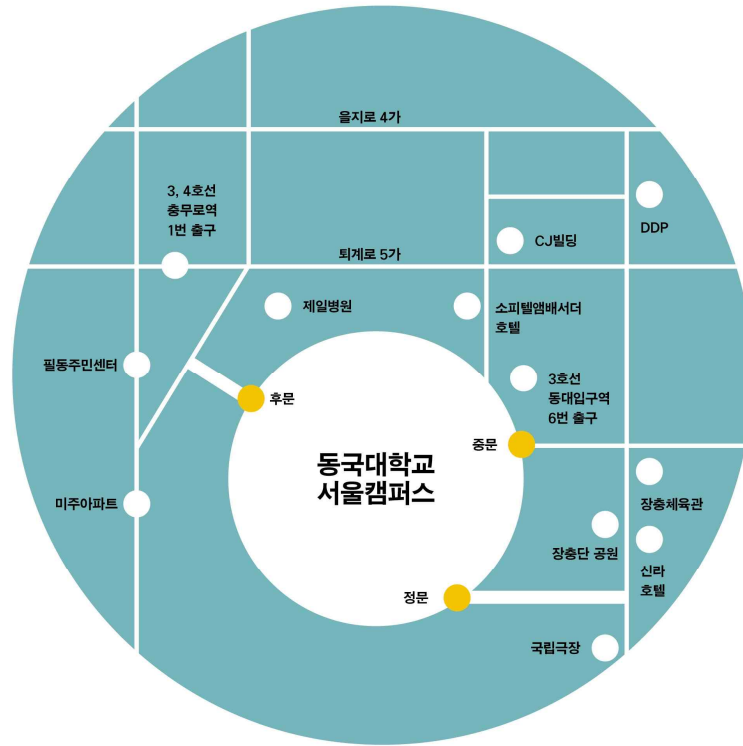 을지로 4가
3, 4호선
충무로역
1번 출구
DDP
CJ빌딩
퇴계로 5가
제일병원
소피텔앰배서더
호텔
필동주민센터
3호선
동대입구역
6번 출구
후문
중문
동국대학교
서울캠퍼스
미주아파트
장충체육관
장충단 공원
신라
호텔
정문
국립극장